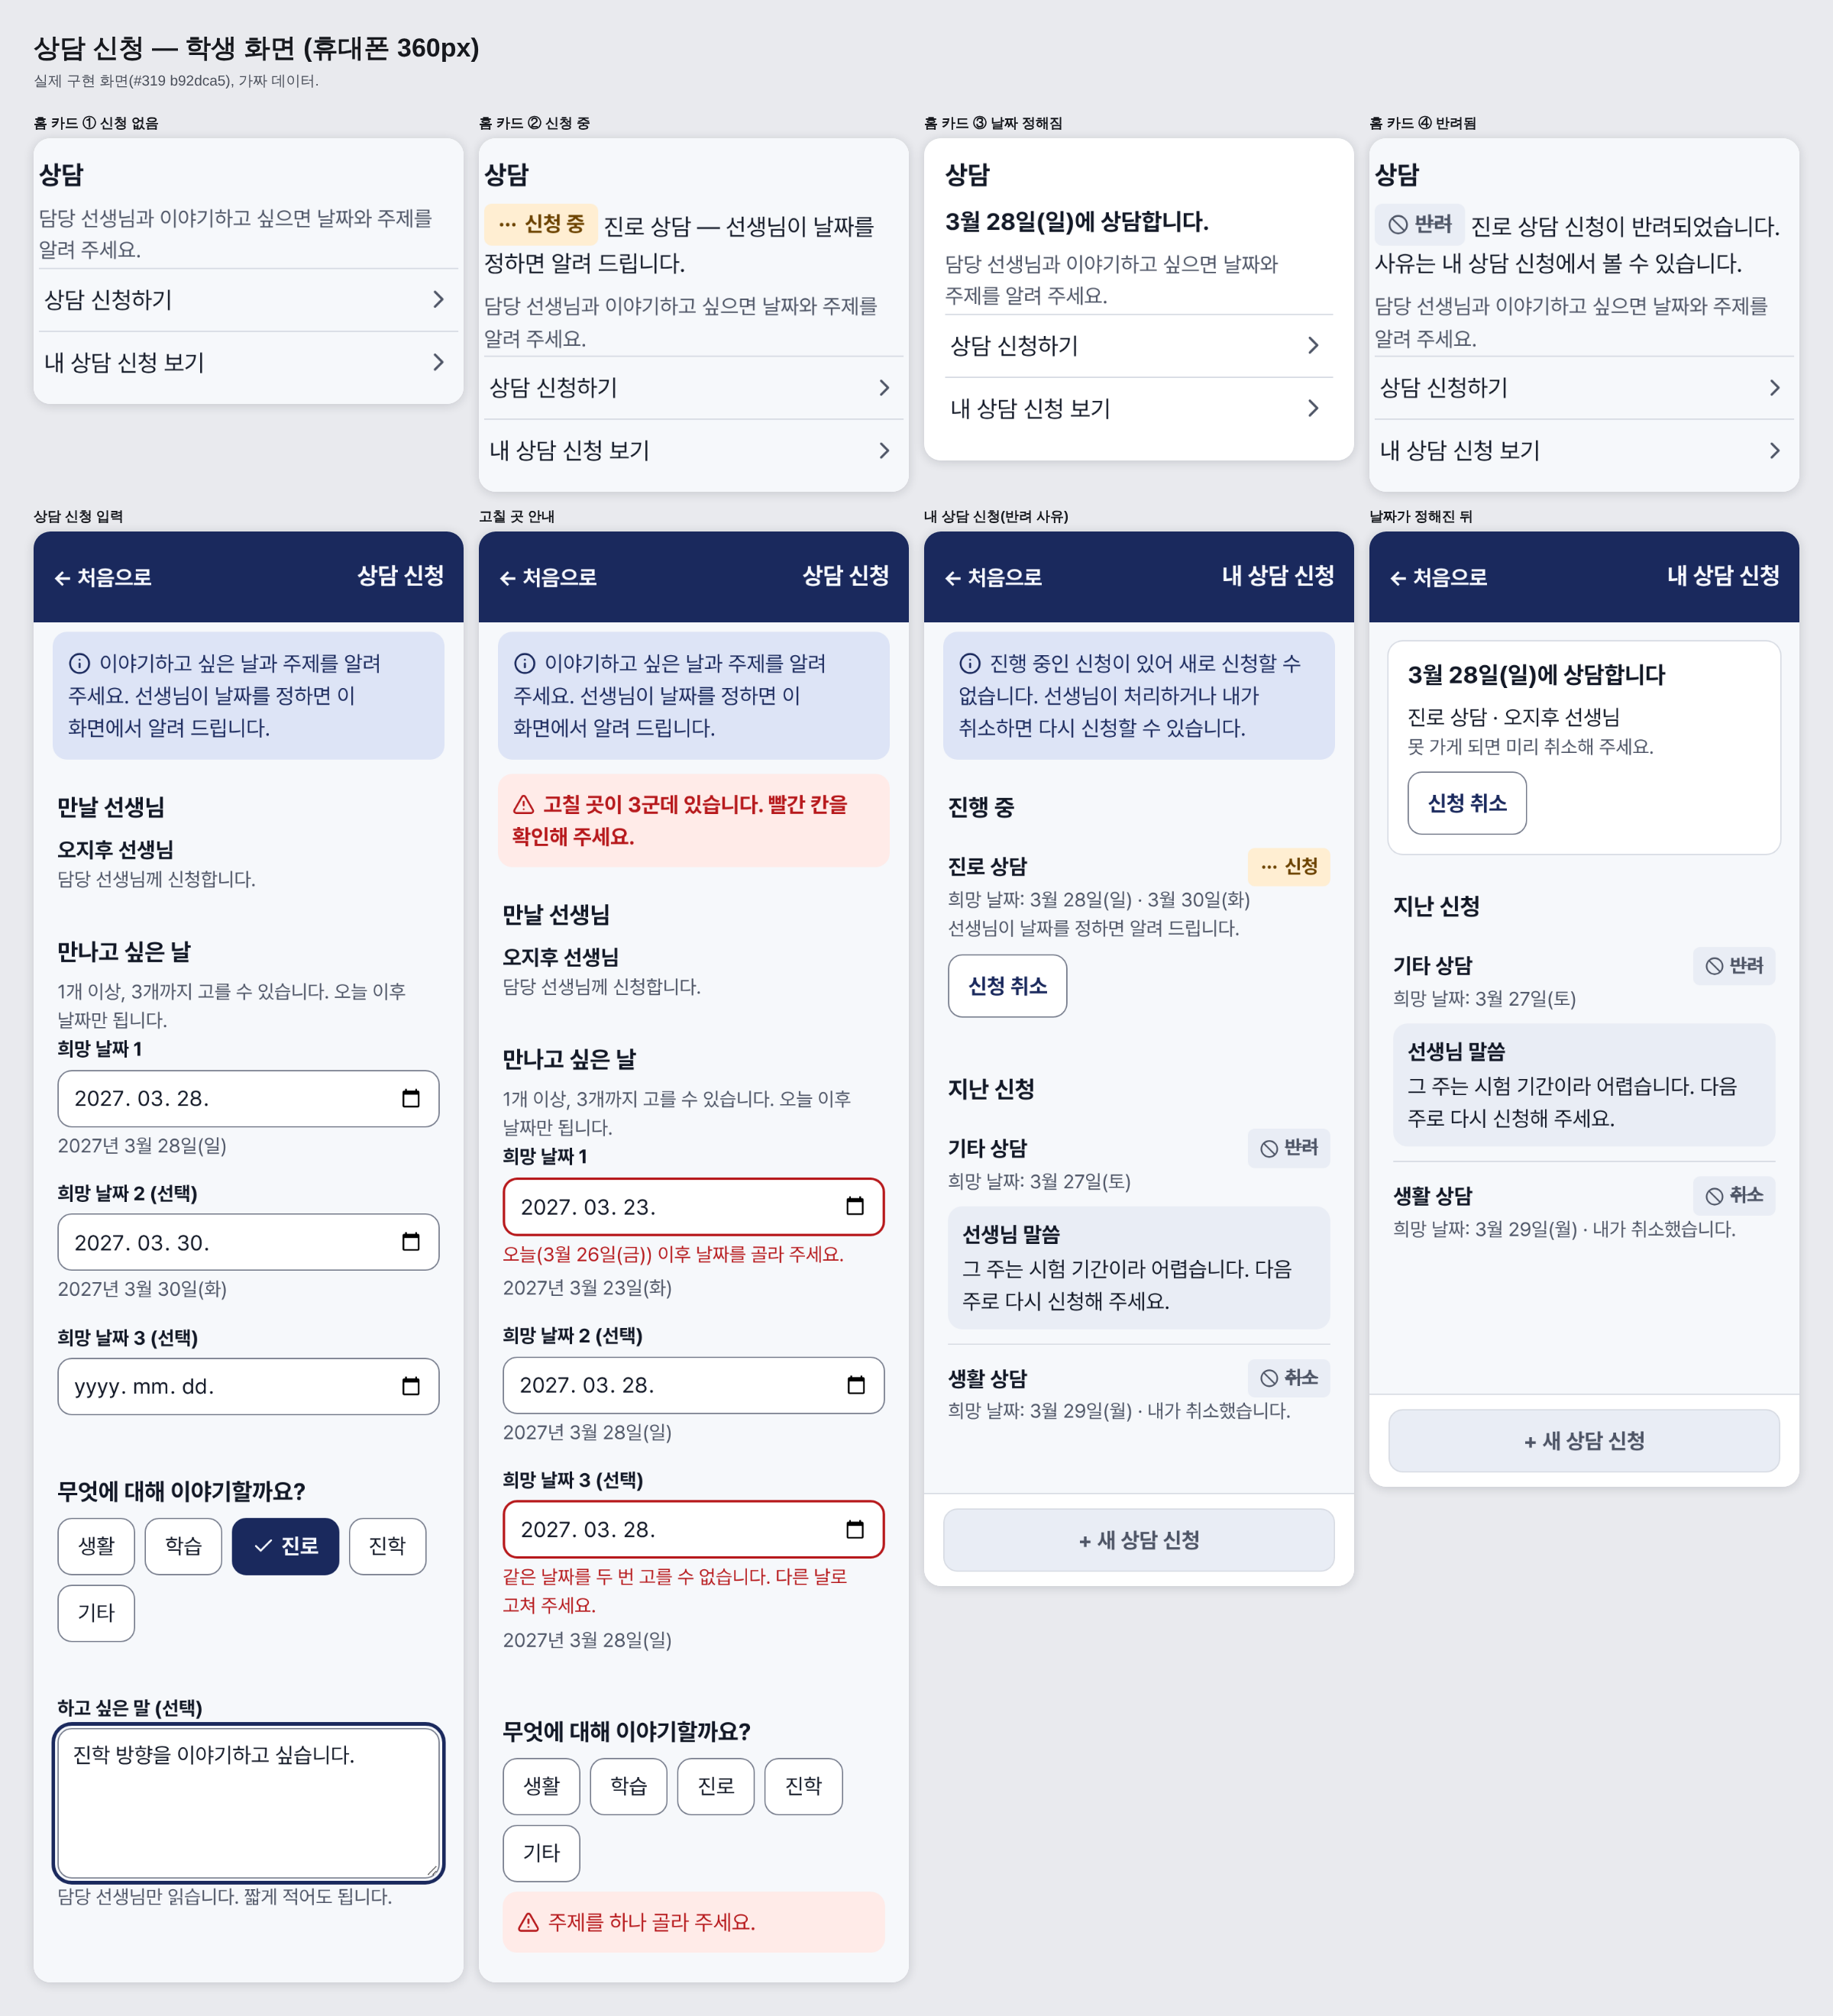 상담 신청 — 학생 화면 (휴대폰 360px)
실제 구현 화면(#319 b92dca5), 가짜 데이터.
홈 카드 ① 신청 없음
상담
담당 선생님과 이야기하고 싶으면 날짜와 주제를
알려 주세요.
상담 신청하기
내 상담 신청 보기
홈 카드 ② 신청 중
상담
신청 중 진로 상담 — 선생님이 날짜를
정하면 알려 드립니다.
담당 선생님과 이야기하고 싶으면 날짜와 주제를
알려 주세요.
상담 신청하기
내 상담 신청 보기
홈 카드 ③ 날짜 정해짐
상담
3월 28일(일)에 상담합니다.
담당 선생님과 이야기하고 싶으면 날짜와
주제를 알려 주세요.
상담 신청하기
내 상담 신청 보기
홈 카드 ④ 반려됨
상담
반려 진로 상담 신청이 반려되었습니다.
사유는 내 상담 신청에서 볼 수 있습니다.
담당 선생님과 이야기하고 싶으면 날짜와 주제를
알려 주세요.
상담 신청하기
내 상담 신청 보기
상담 신청 입력
← 처음으로 상담 신청
이야기하고 싶은 날과 주제를 알려
주세요. 선생님이 날짜를 정하면 이
화면에서 알려 드립니다.
만날 선생님
오지후 선생님
담당 선생님께 신청합니다.
만나고 싶은 날
1개 이상, 3개까지 고를 수 있습니다. 오늘 이후
날짜만 됩니다.
희망 날짜 1
2027. 03. 28.
2027년 3월 28일(일)
희망 날짜 2 (선택)
2027. 03. 30.
2027년 3월 30일(화)
희망 날짜 3 (선택)
yyyy. mm. dd.
무엇에 대해 이야기할까요?
생활 학습 진로 진학
기타
하고 싶은 말 (선택)
진학 방향을 이야기하고 싶습니다.
담당 선생님만 읽습니다. 짧게 적어도 됩니다.
고칠 곳 안내
← 처음으로 상담 신청
이야기하고 싶은 날과 주제를 알려
주세요. 선생님이 날짜를 정하면 이
화면에서 알려 드립니다.
고칠 곳이 3군데 있습니다. 빨간 칸을
확인해 주세요.
만날 선생님
오지후 선생님
담당 선생님께 신청합니다.
만나고 싶은 날
1개 이상, 3개까지 고를 수 있습니다. 오늘 이후
날짜만 됩니다.
희망 날짜 1
2027. 03. 23.
오늘(3월 26일(금)) 이후 날짜를 골라 주세요.
2027년 3월 23일(화)
희망 날짜 2 (선택)
2027. 03. 28.
2027년 3월 28일(일)
희망 날짜 3 (선택)
2027. 03. 28.
같은 날짜를 두 번 고를 수 없습니다. 다른 날로
고쳐 주세요.
2027년 3월 28일(일)
무엇에 대해 이야기할까요?
생활 학습 진로 진학
기타
주제를 하나 골라 주세요.
내 상담 신청(반려 사유)
← 처음으로 내 상담 신청
진행 중인 신청이 있어 새로 신청할 수
없습니다. 선생님이 처리하거나 내가
취소하면 다시 신청할 수 있습니다.
진행 중
진로 상담 신청
희망 날짜: 3월 28일(일) · 3월 30일(화)
선생님이 날짜를 정하면 알려 드립니다.
신청 취소
지난 신청
기타 상담 반려
희망 날짜: 3월 27일(토)
선생님 말씀
그 주는 시험 기간이라 어렵습니다. 다음
주로 다시 신청해 주세요.
생활 상담 취소
희망 날짜: 3월 29일(월) · 내가 취소했습니다.
+ 새 상담 신청
날짜가 정해진 뒤
← 처음으로 내 상담 신청
3월 28일(일)에 상담합니다
진로 상담 · 오지후 선생님
못 가게 되면 미리 취소해 주세요.
신청 취소
지난 신청
기타 상담 반려
희망 날짜: 3월 27일(토)
선생님 말씀
그 주는 시험 기간이라 어렵습니다. 다음
주로 다시 신청해 주세요.
생활 상담 취소
희망 날짜: 3월 29일(월) · 내가 취소했습니다.
+ 새 상담 신청